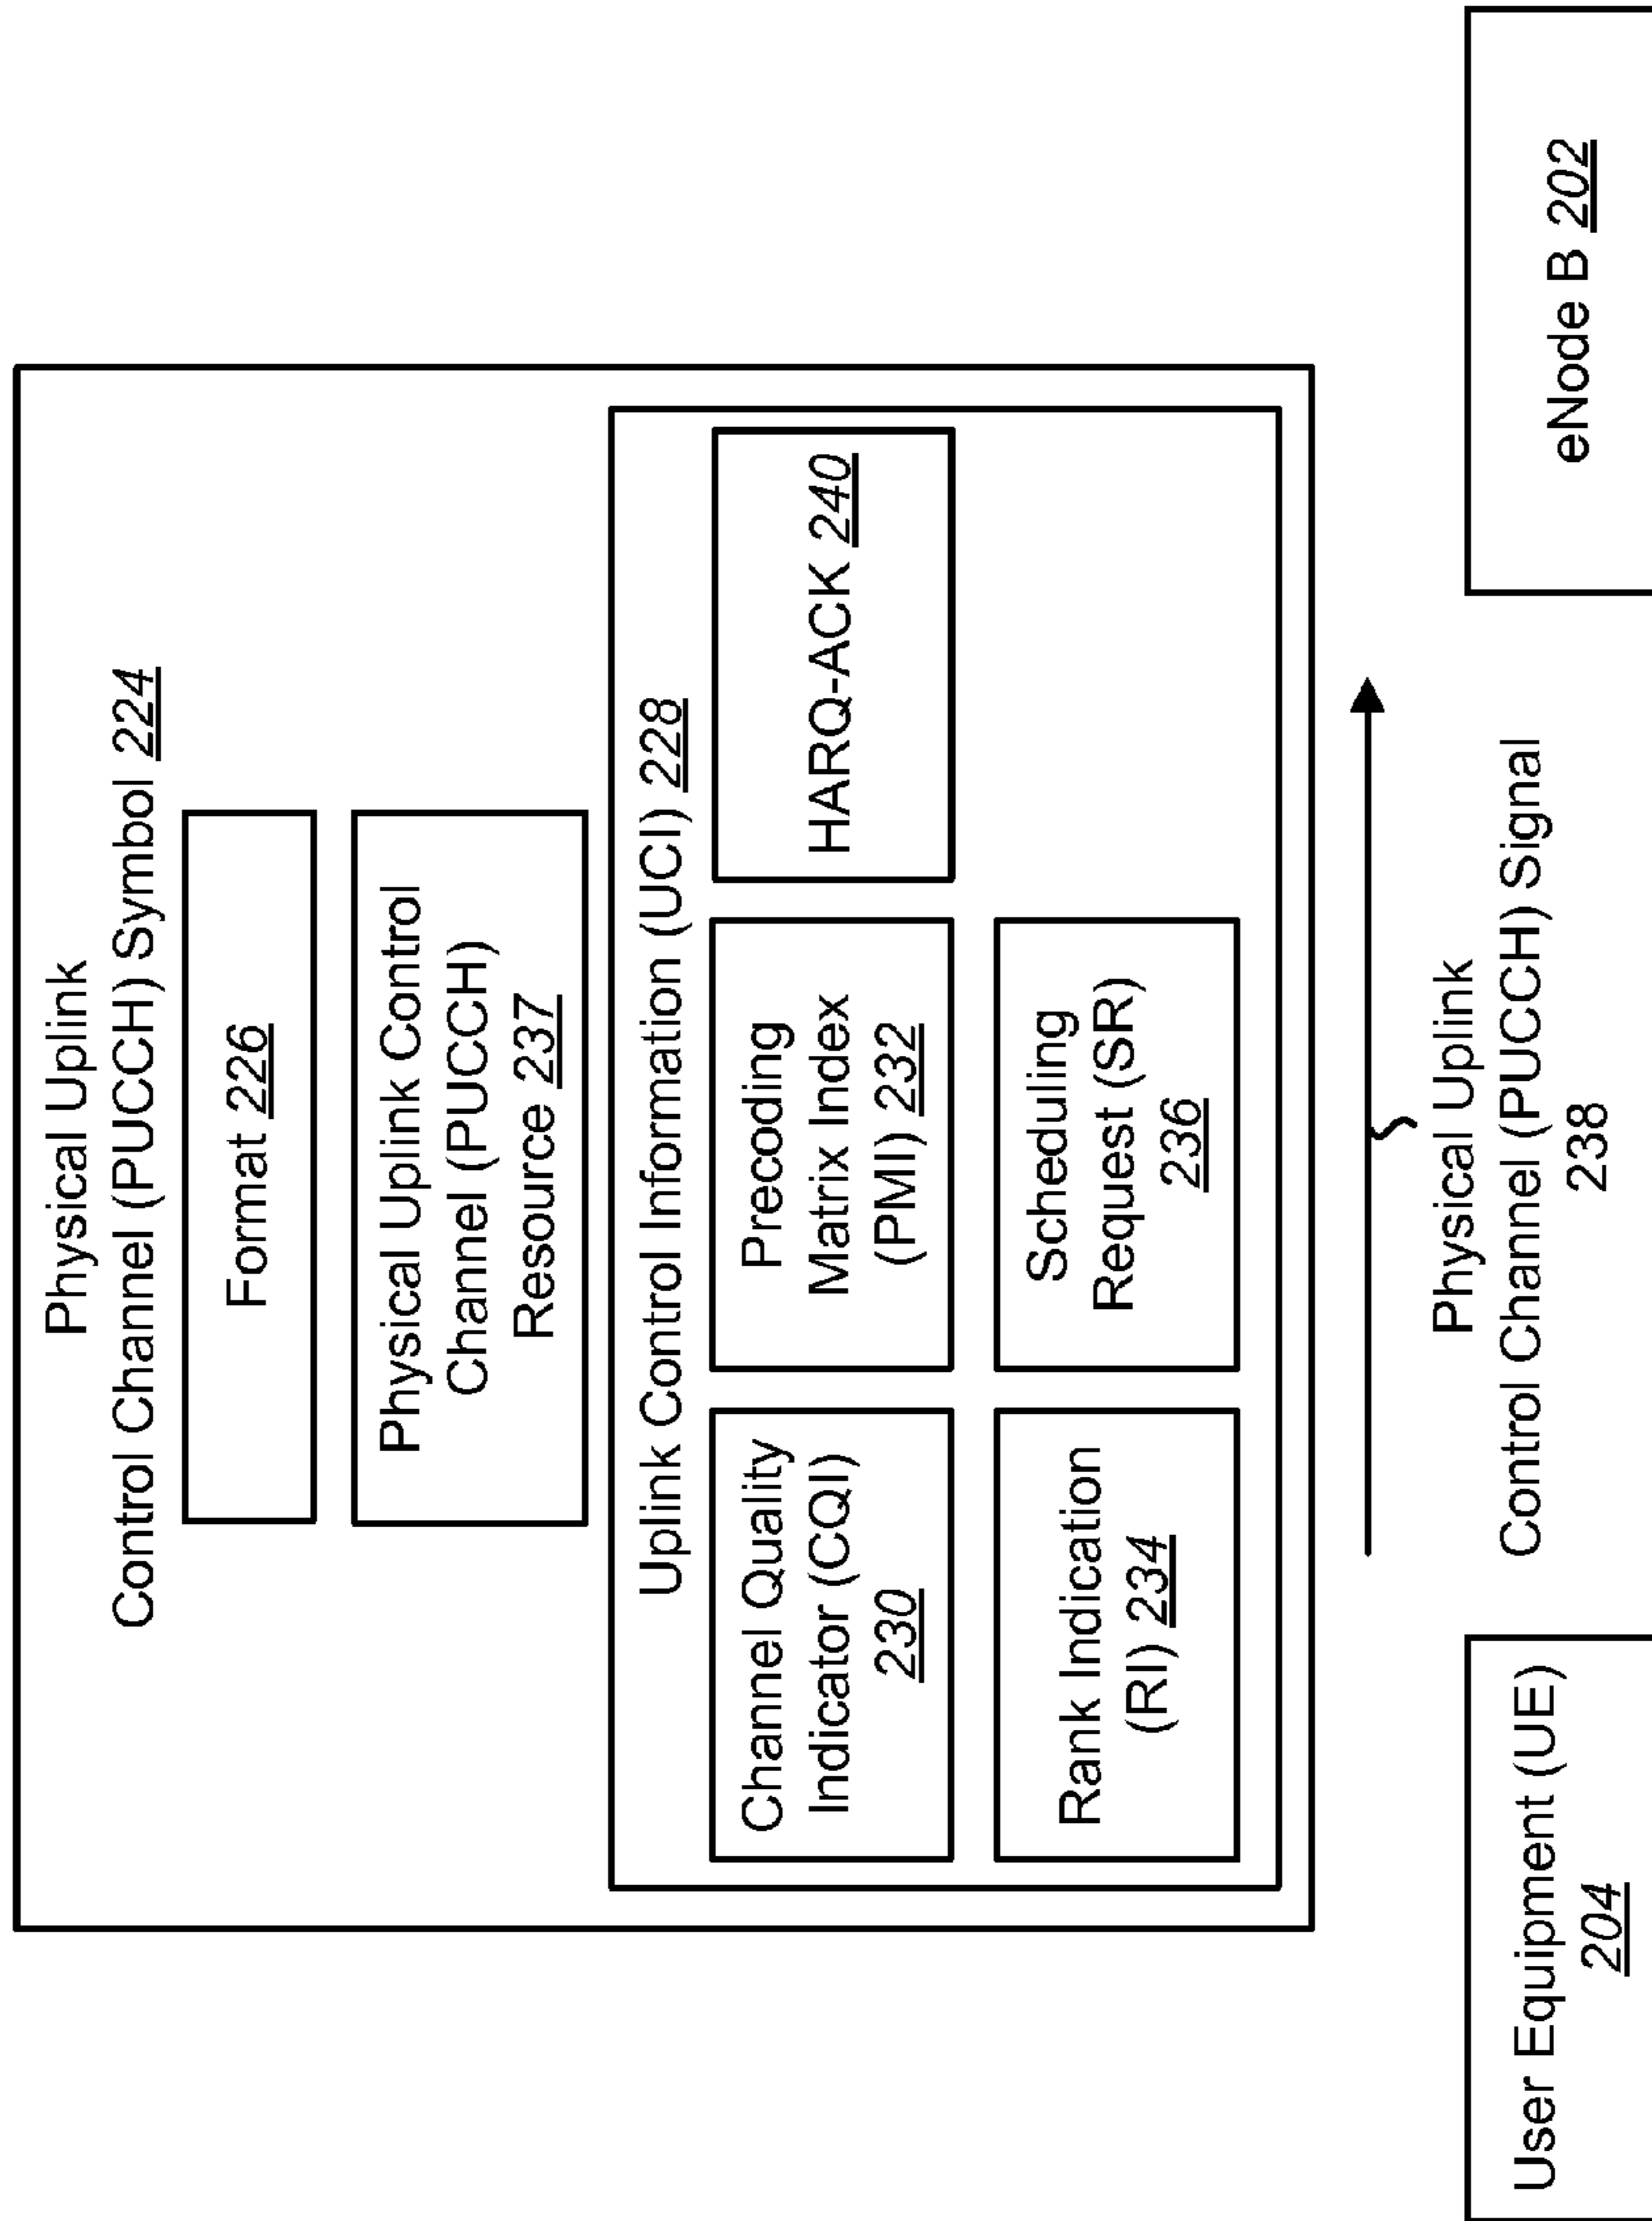 Physical Uplink
Control Channel (PUCCH) Symbol 224
Format 226
Physical Uplink Control
Channel (PUCCH)
Resource 237
Uplink Control Information (UCI) 228
Channel Quality
Indicator (CQI)
230
Precoding
Matrix Index
(PMI) 232
HARQ-ACK 240
Rank Indication
(RI) 234
Scheduling
Request (SR)
236
Physical Uplink
Control Channel (PUCCH) Signal
238
User Equipment (UE)
204
eNode B 202